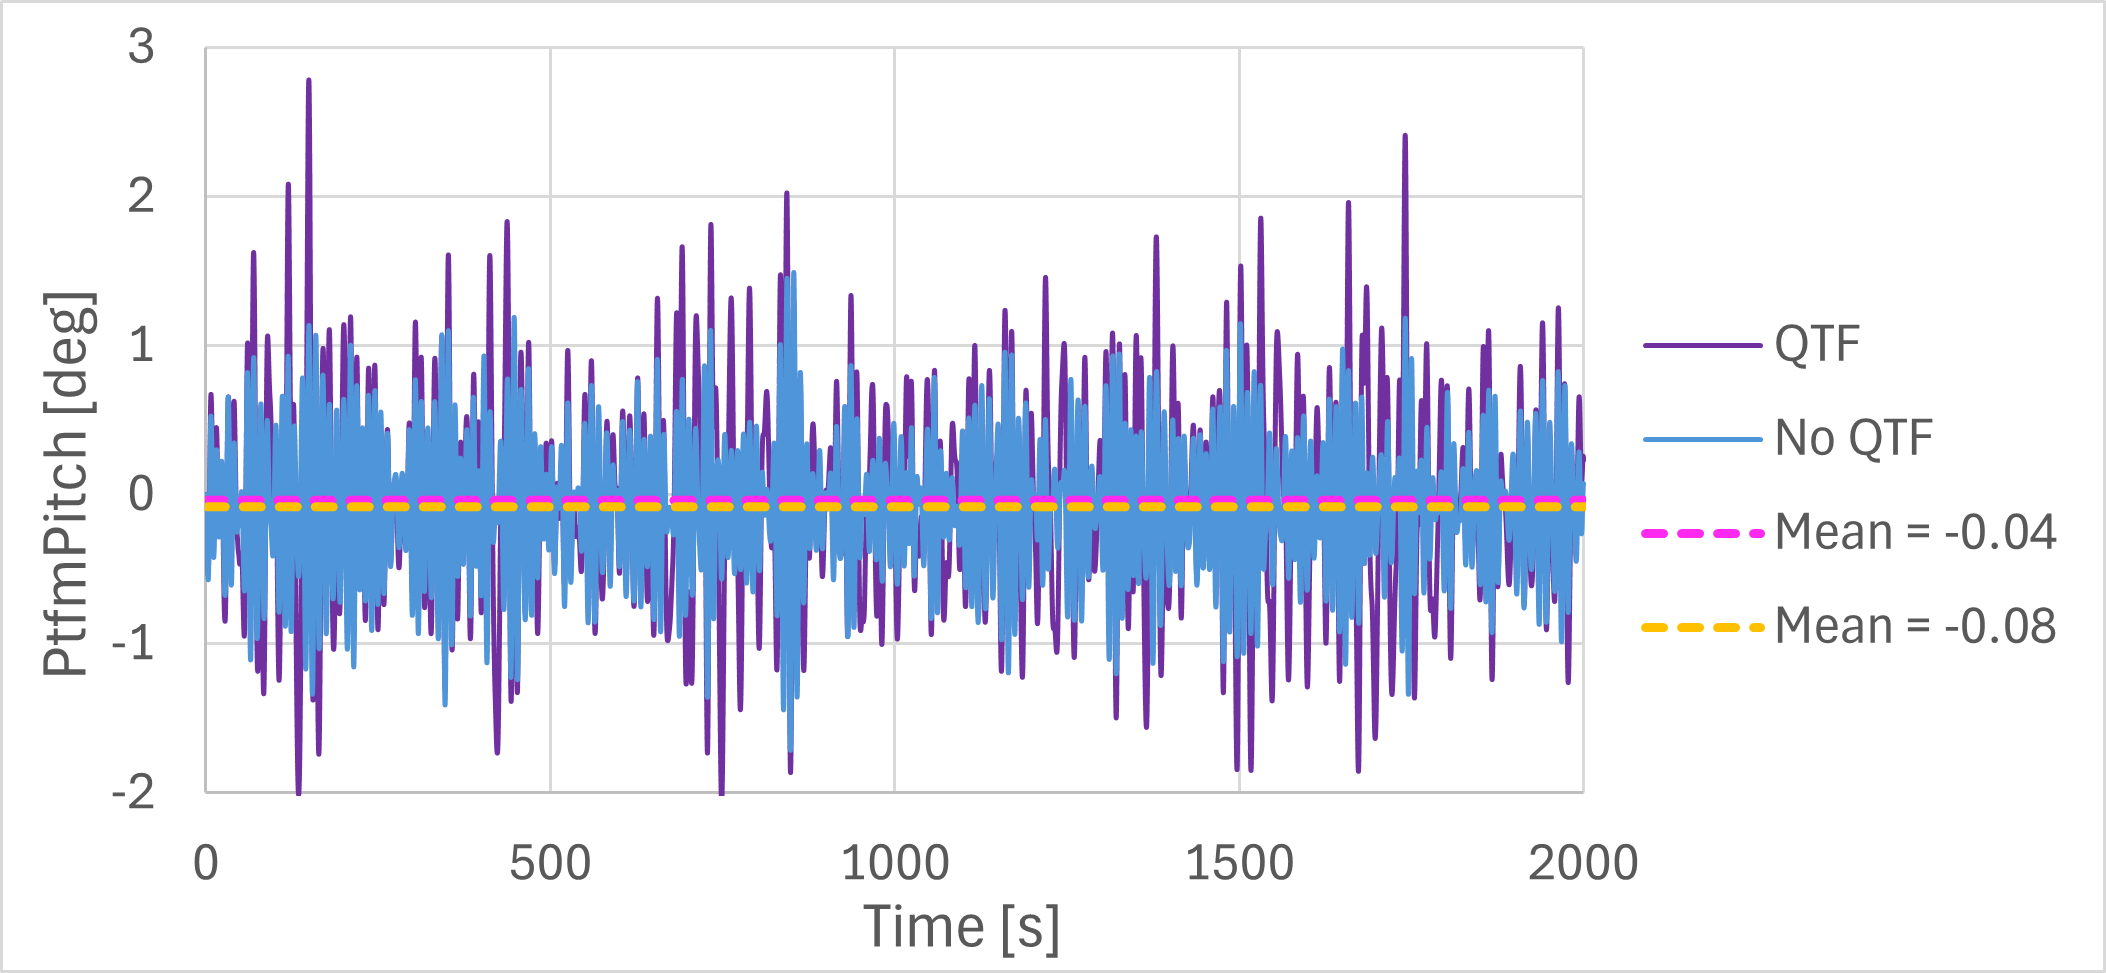 3
2
1
0
-1
-2
PtfmPitch [deg]
0 500 1000 1500 2000
Time [s]
QTF
No QTF
Mean = -0.04
Mean = -0.08